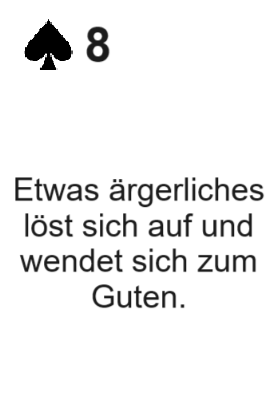 ♠ 8
Etwas ärgerliches
löst sich auf und
wendet sich zum
Guten.